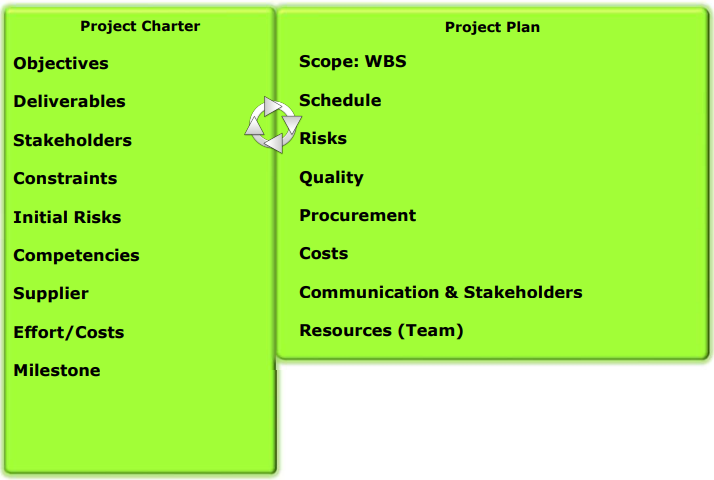 Project Charter
Objectives
Deliverables
Stakeholders
Constraints
Initial Risks
Competencies
Supplier
Effort/Costs
Milestone
Project Plan
Scope: WBS
Schedule
Risks
Quality
Procurement
Costs
Communication & Stakeholders
Resources (Team)